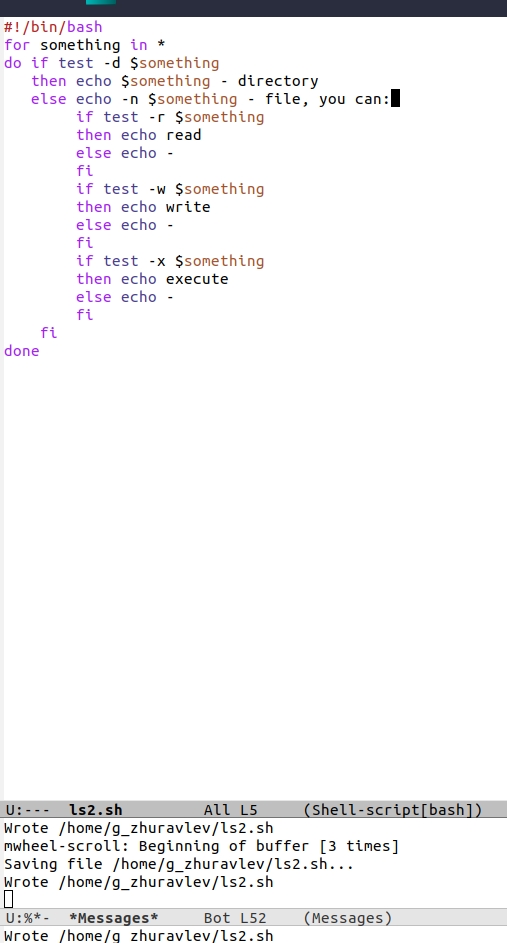 #!/bin/bash
for something in *
do if test -d $something
   then echo $something - directory
   else echo -n $something - file, you can:
        if test -r $something
        then echo read
        else echo -
        fi
        if test -w $something
        then echo write
        else echo -
        fi
        if test -x $something
        then echo execute
        else echo -
        fi
    fi
done
U:---  ls2.sh         All L5     (Shell-script[bash])
Wrote /home/g_zhuravlev/ls2.sh
mwheel-scroll: Beginning of buffer [3 times]
Saving file /home/g_zhuravlev/ls2.sh...
Wrote /home/g_zhuravlev/ls2.sh
U:%*-  *Messages*     Bot L52    (Messages)
Wrote /home/g_zhuravlev/ls2.sh